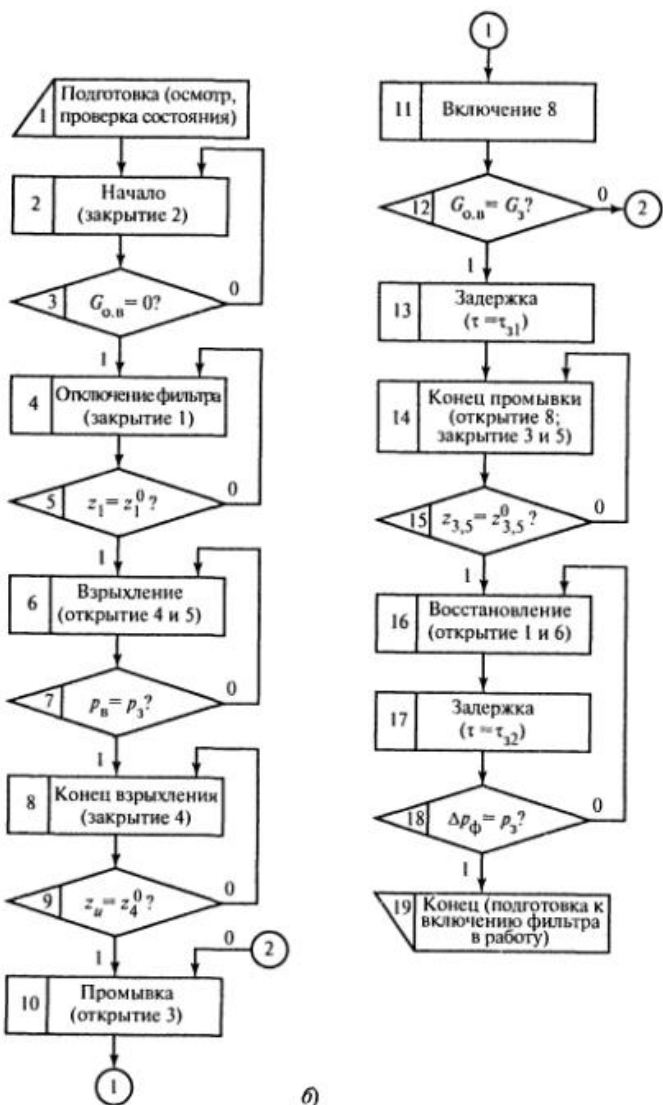 1
Подготовка (осмотр,
проверка состояния)
2
Начало
(закрытие 2)
3
G_о.в = 0?
0
1
4
Отключение фильтра
(закрытие 1)
5
z_1 = z_1^0 ?
0
1
6
Взрыхление
(открытие 4 и 5)
7
p_в = p_з?
0
1
8
Конец взрыхления
(закрытие 4)
9
z_и = z_4^0 ?
0
1
0
2
10
Промывка
(открытие 3)
1
1
11
Включение 8
12
G_о.в = G_з?
0
2
1
13
Задержка
(τ = τ_з1)
14
Конец промывки
(открытие 8;
закрытие 3 и 5)
15
z_3,5 = z_3,5^0 ?
0
1
16
Восстановление
(открытие 1 и 6)
17
Задержка
(τ = τ_з2)
18
Δp_ф = p_з?
0
1
19
Конец (подготовка к
включению фильтра
в работу)
б)